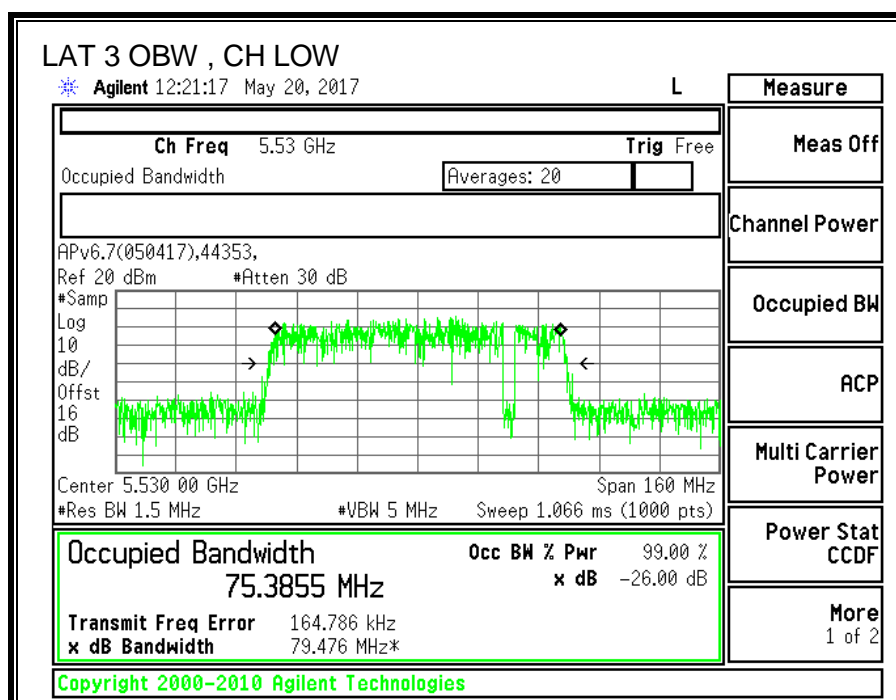 LAT 3 OBW , CH LOW
Agilent 12:21:17 May 20, 2017 L
Measure
Ch Freq 5.53 GHz Trig Free
Occupied Bandwidth Averages: 20
APv6.7(050417),44353,
Ref 20 dBm #Atten 30 dB
#Samp
Log
10
dB/
Offst
16
dB
Center 5.530 00 GHz Span 160 MHz
#Res BW 1.5 MHz #VBW 5 MHz Sweep 1.066 ms (1000 pts)
Occupied Bandwidth Occ BW % Pwr 99.00 %
75.3855 MHz x dB -26.00 dB
Transmit Freq Error 164.786 kHz
x dB Bandwidth 79.476 MHz*
Copyright 2000-2010 Agilent Technologies
Meas Off
Channel Power
Occupied BW
ACP
Multi Carrier
Power
Power Stat
CCDF
More
1 of 2